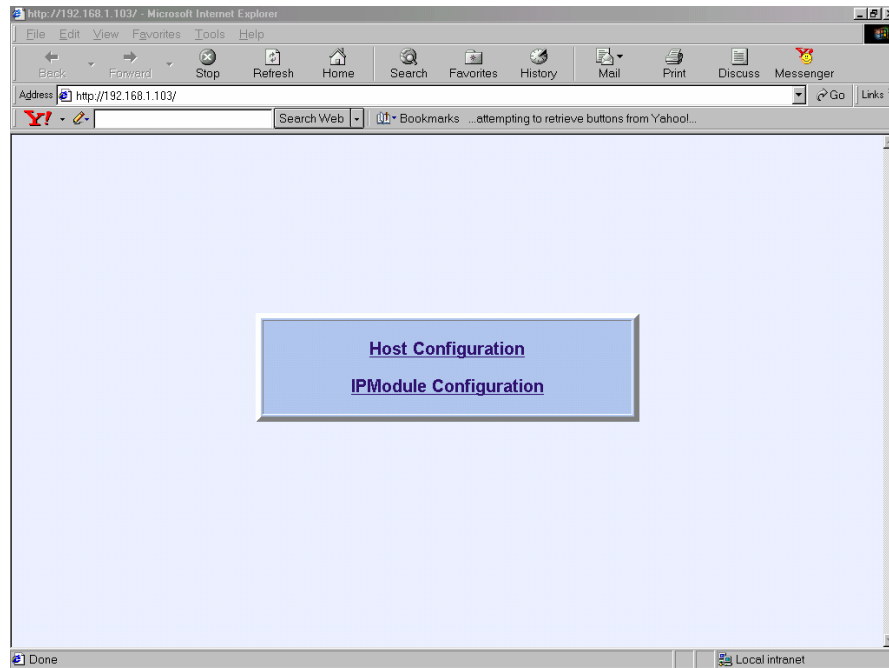 http://192.168.1.103/ - Microsoft Internet Explorer
File Edit View Favorites Tools Help
Back Forward Stop Refresh Home Search Favorites History Mail Print Discuss Messenger
Address http://192.168.1.103/ Go Links
Y! Search Web Bookmarks ...attempting to retrieve buttons from Yahoo!...
Host Configuration
IPModule Configuration
Done Local intranet